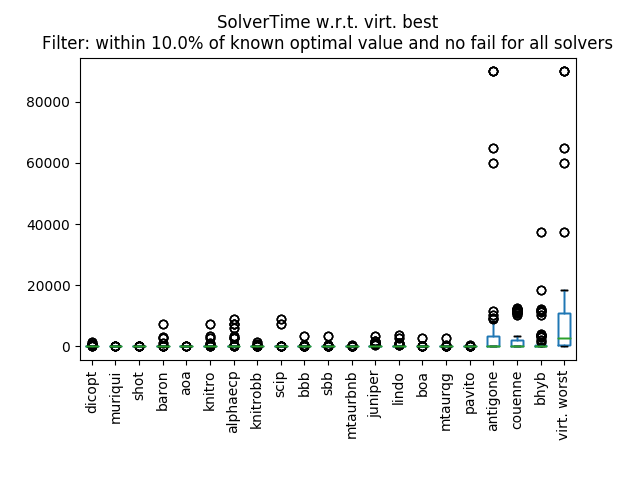 SolverTime w.r.t. virt. best
Filter: within 10.0% of known optimal value and no fail for all solvers
80000
60000
40000
20000
0
dicopt
muriqui
shot
baron
aoa
knitro
alphaecp
knitrobb
scip
bbb
sbb
mtaurbnb
juniper
lindo
boa
mtaurqg
pavito
antigone
couenne
bhyb
virt. worst